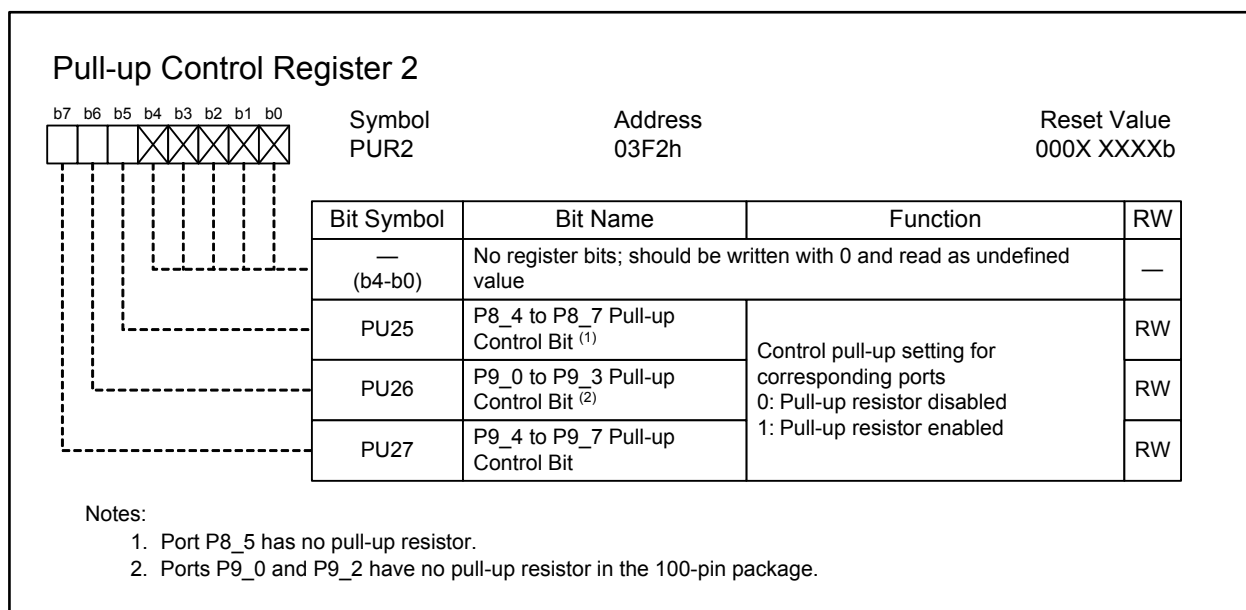 Pull-up Control Register 2
b7 b6 b5 b4 b3 b2 b1 b0
Symbol Address Reset Value
PUR2 03F2h 000X XXXXb
Bit Symbol Bit Name Function RW
— (b4-b0) No register bits; should be written with 0 and read as undefined
value —
PU25 P8_4 to P8_7 Pull-up
Control Bit (1) RW
Control pull-up setting for
corresponding ports
0: Pull-up resistor disabled
1: Pull-up resistor enabled
PU26 P9_0 to P9_3 Pull-up
Control Bit (2) RW
PU27 P9_4 to P9_7 Pull-up
Control Bit RW
Notes:
1. Port P8_5 has no pull-up resistor.
2. Ports P9_0 and P9_2 have no pull-up resistor in the 100-pin package.